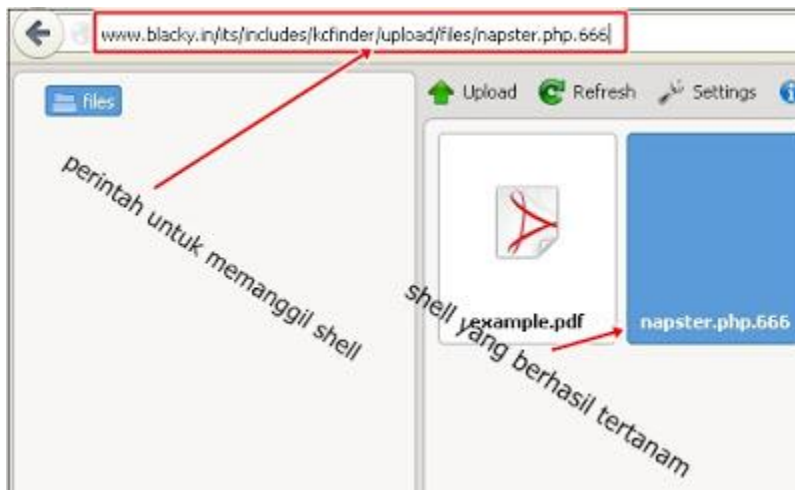 www.blacky.in/its/includes/kcfinder/upload/files/napster.php.666
files
Upload Refresh Settings
perintah untuk memanggil shell
example.pdf
napster.php.666
shell yang berhasil tertanam